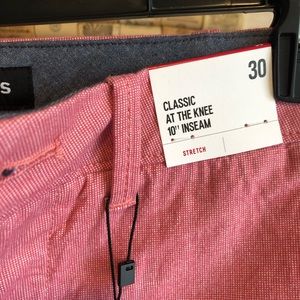 S
30
CLASSIC
AT THE KNEE
10" INSEAM
STRETCH